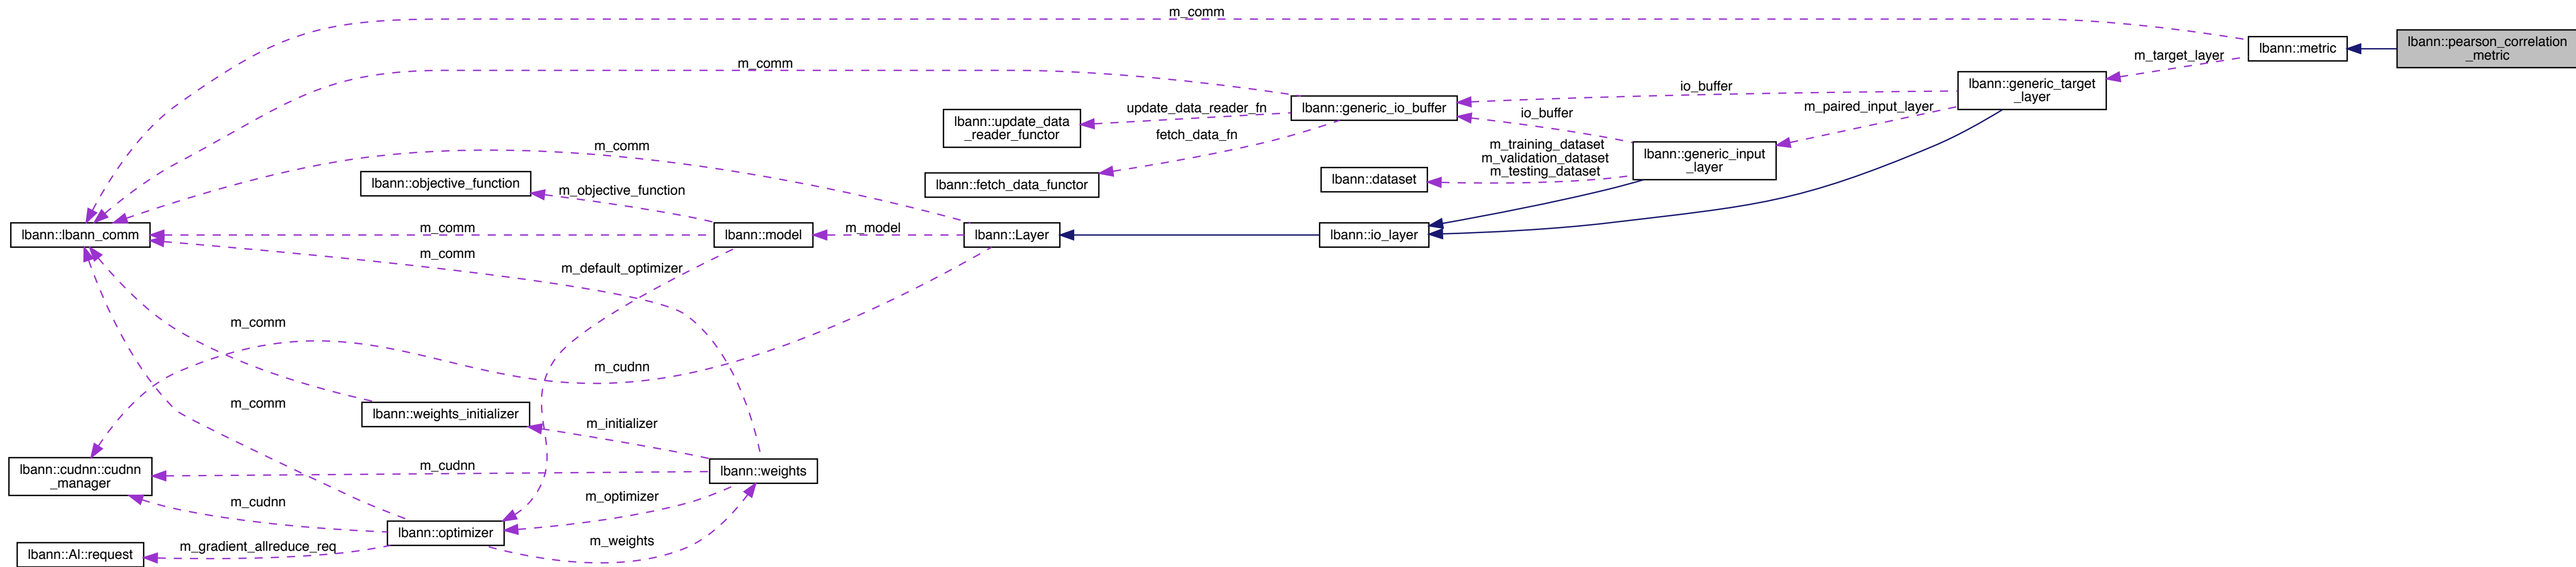 m_comm
lbann::pearson_correlation
_metric
lbann::metric
m_target_layer
m_comm
lbann::generic_target
_layer
io_buffer
lbann::generic_io_buffer
update_data_reader_fn
m_paired_input_layer
io_buffer
lbann::update_data
_reader_functor
fetch_data_fn
m_comm
m_training_dataset
m_validation_dataset
m_testing_dataset
lbann::generic_input
_layer
lbann::dataset
lbann::objective_function
m_objective_function
lbann::fetch_data_functor
lbann::lbann_comm
m_comm
lbann::model
m_model
lbann::Layer
lbann::io_layer
m_comm
m_default_optimizer
m_comm
m_cudnn
m_comm
lbann::weights_initializer
m_initializer
lbann::cudnn::cudnn
_manager
m_cudnn
lbann::weights
m_cudnn
m_optimizer
lbann::optimizer
m_weights
lbann::Al::request
m_gradient_allreduce_req